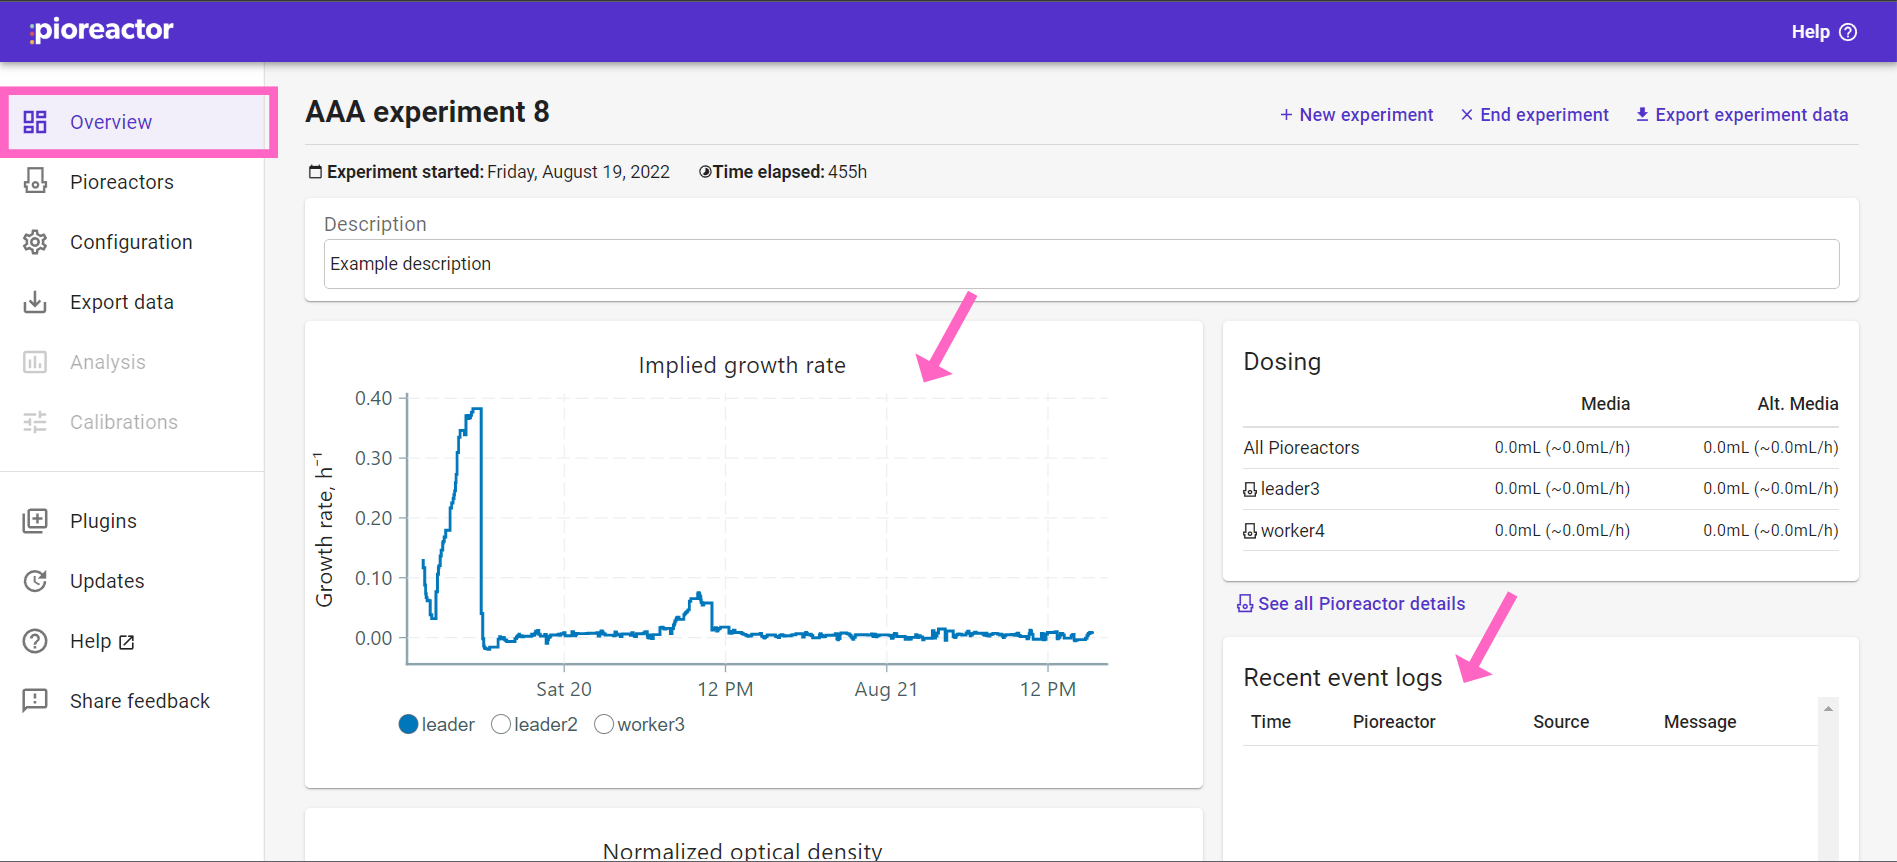 pioreactor
Help
Overview
Pioreactors
Configuration
Export data
Analysis
Calibrations
Plugins
Updates
Help
Share feedback
AAA experiment 8
New experiment
End experiment
Export experiment data
Experiment started: Friday, August 19, 2022
Time elapsed: 455h
Description
Example description
Implied growth rate
Growth rate, h⁻¹
0.40
0.30
0.20
0.10
0.00
Sat 20
12 PM
Aug 21
12 PM
leader
leader2
worker3
Normalized optical density
Dosing
Media
Alt. Media
All Pioreactors 0.0mL (~0.0mL/h) 0.0mL (~0.0mL/h)
leader3 0.0mL (~0.0mL/h) 0.0mL (~0.0mL/h)
worker4 0.0mL (~0.0mL/h) 0.0mL (~0.0mL/h)
See all Pioreactor details
Recent event logs
Time Pioreactor Source Message